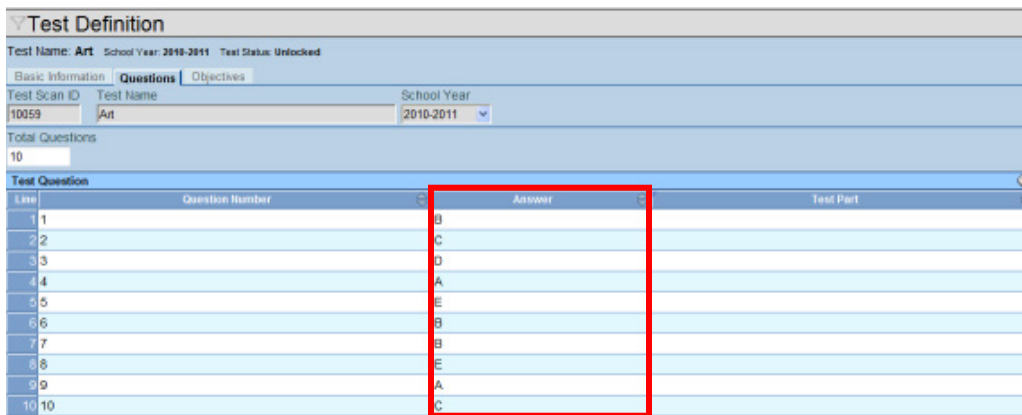 Test Definition
Test Name: Art School Year: 2010-2011 Test Status: Unlocked
Basic Information Questions Objectives
Test Scan ID Test Name School Year
10059 Art 2010-2011
Total Questions
10
Test Question
Line Question Number Answer Test Part
1 1 B
2 2 C
3 3 D
4 4 A
5 5 E
6 6 B
7 7 B
8 8 E
9 9 A
10 10 C